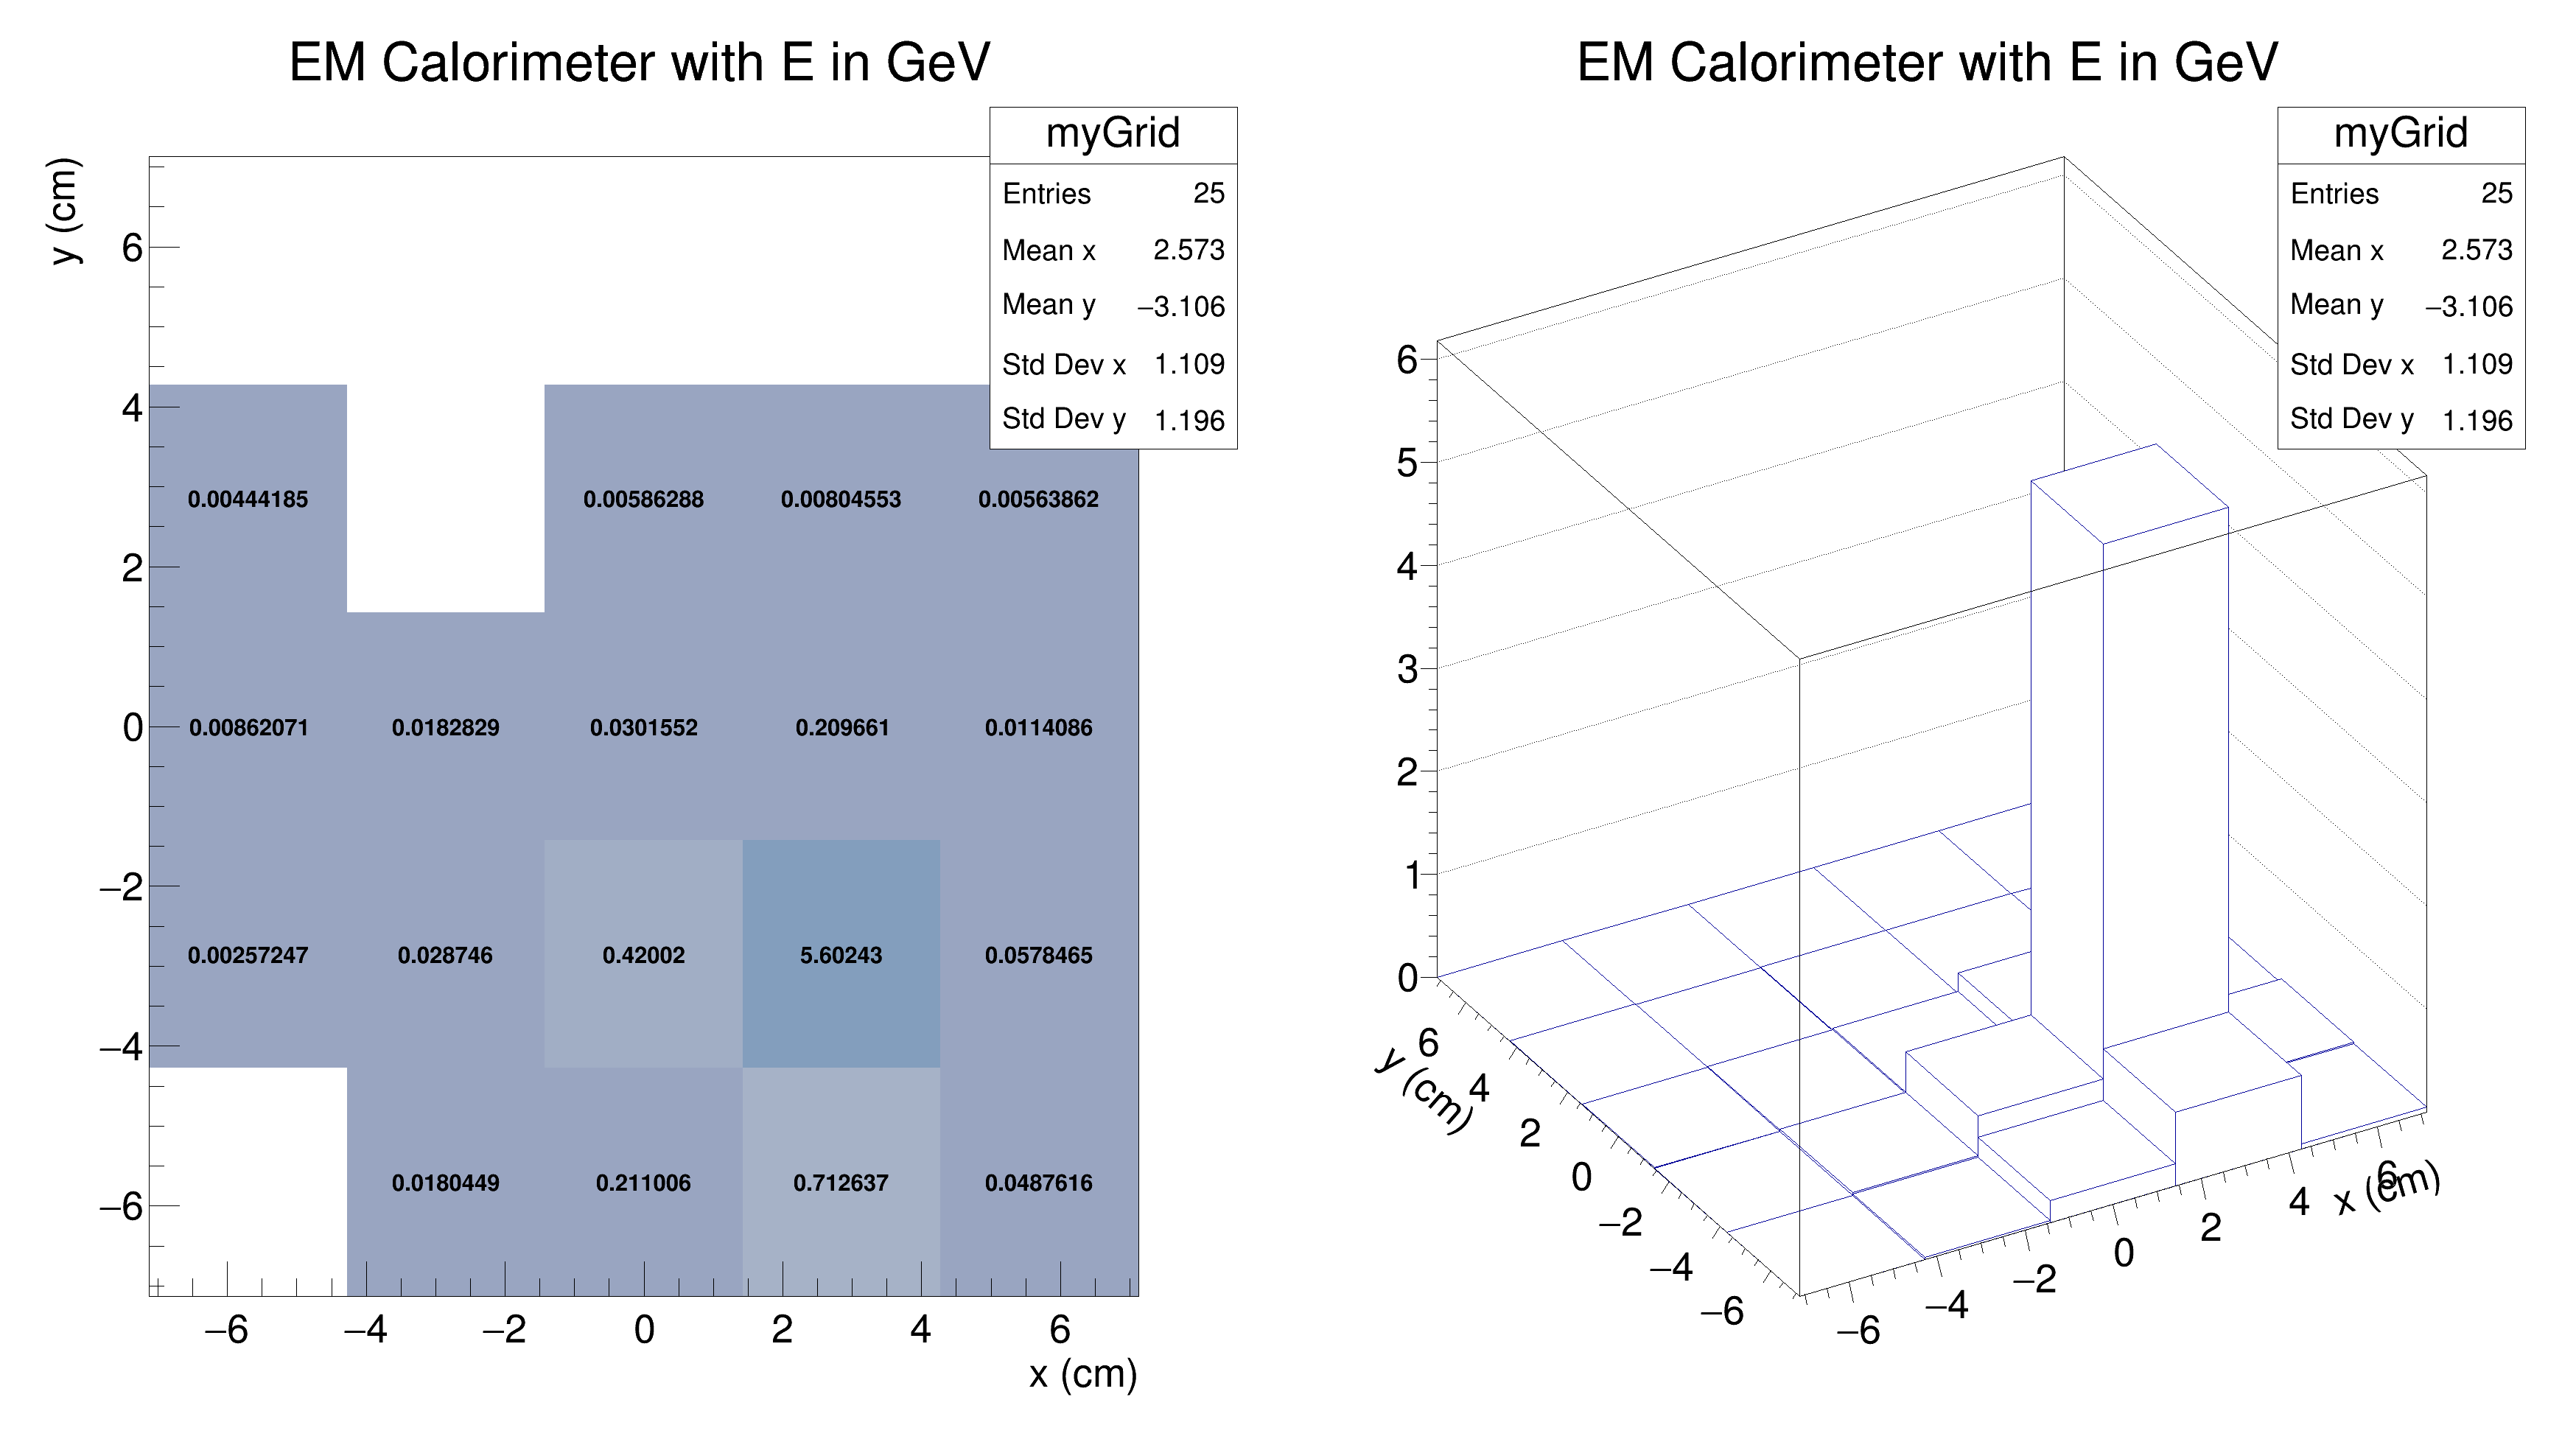 EM Calorimeter with E in GeV
myGrid
Entries 25
Mean x 2.573
Mean y −3.106
Std Dev x 1.109
Std Dev y 1.196
y (cm)
6
4
2
0
−2
−4
−6
0.00444185 0.00586288 0.00804553 0.00563862
0.00862071 0.0182829 0.0301552 0.209661 0.0114086
0.00257247 0.028746 0.42002 5.60243 0.0578465
0.0180449 0.211006 0.712637 0.0487616
−6 −4 −2 0 2 4 6
x (cm)
EM Calorimeter with E in GeV
myGrid
Entries 25
Mean x 2.573
Mean y −3.106
Std Dev x 1.109
Std Dev y 1.196
6
5
4
3
2
1
0
y (cm)
6
4
2
0
−2
−4
−6
−6
−4
−2
0
2
4
6
x (cm)